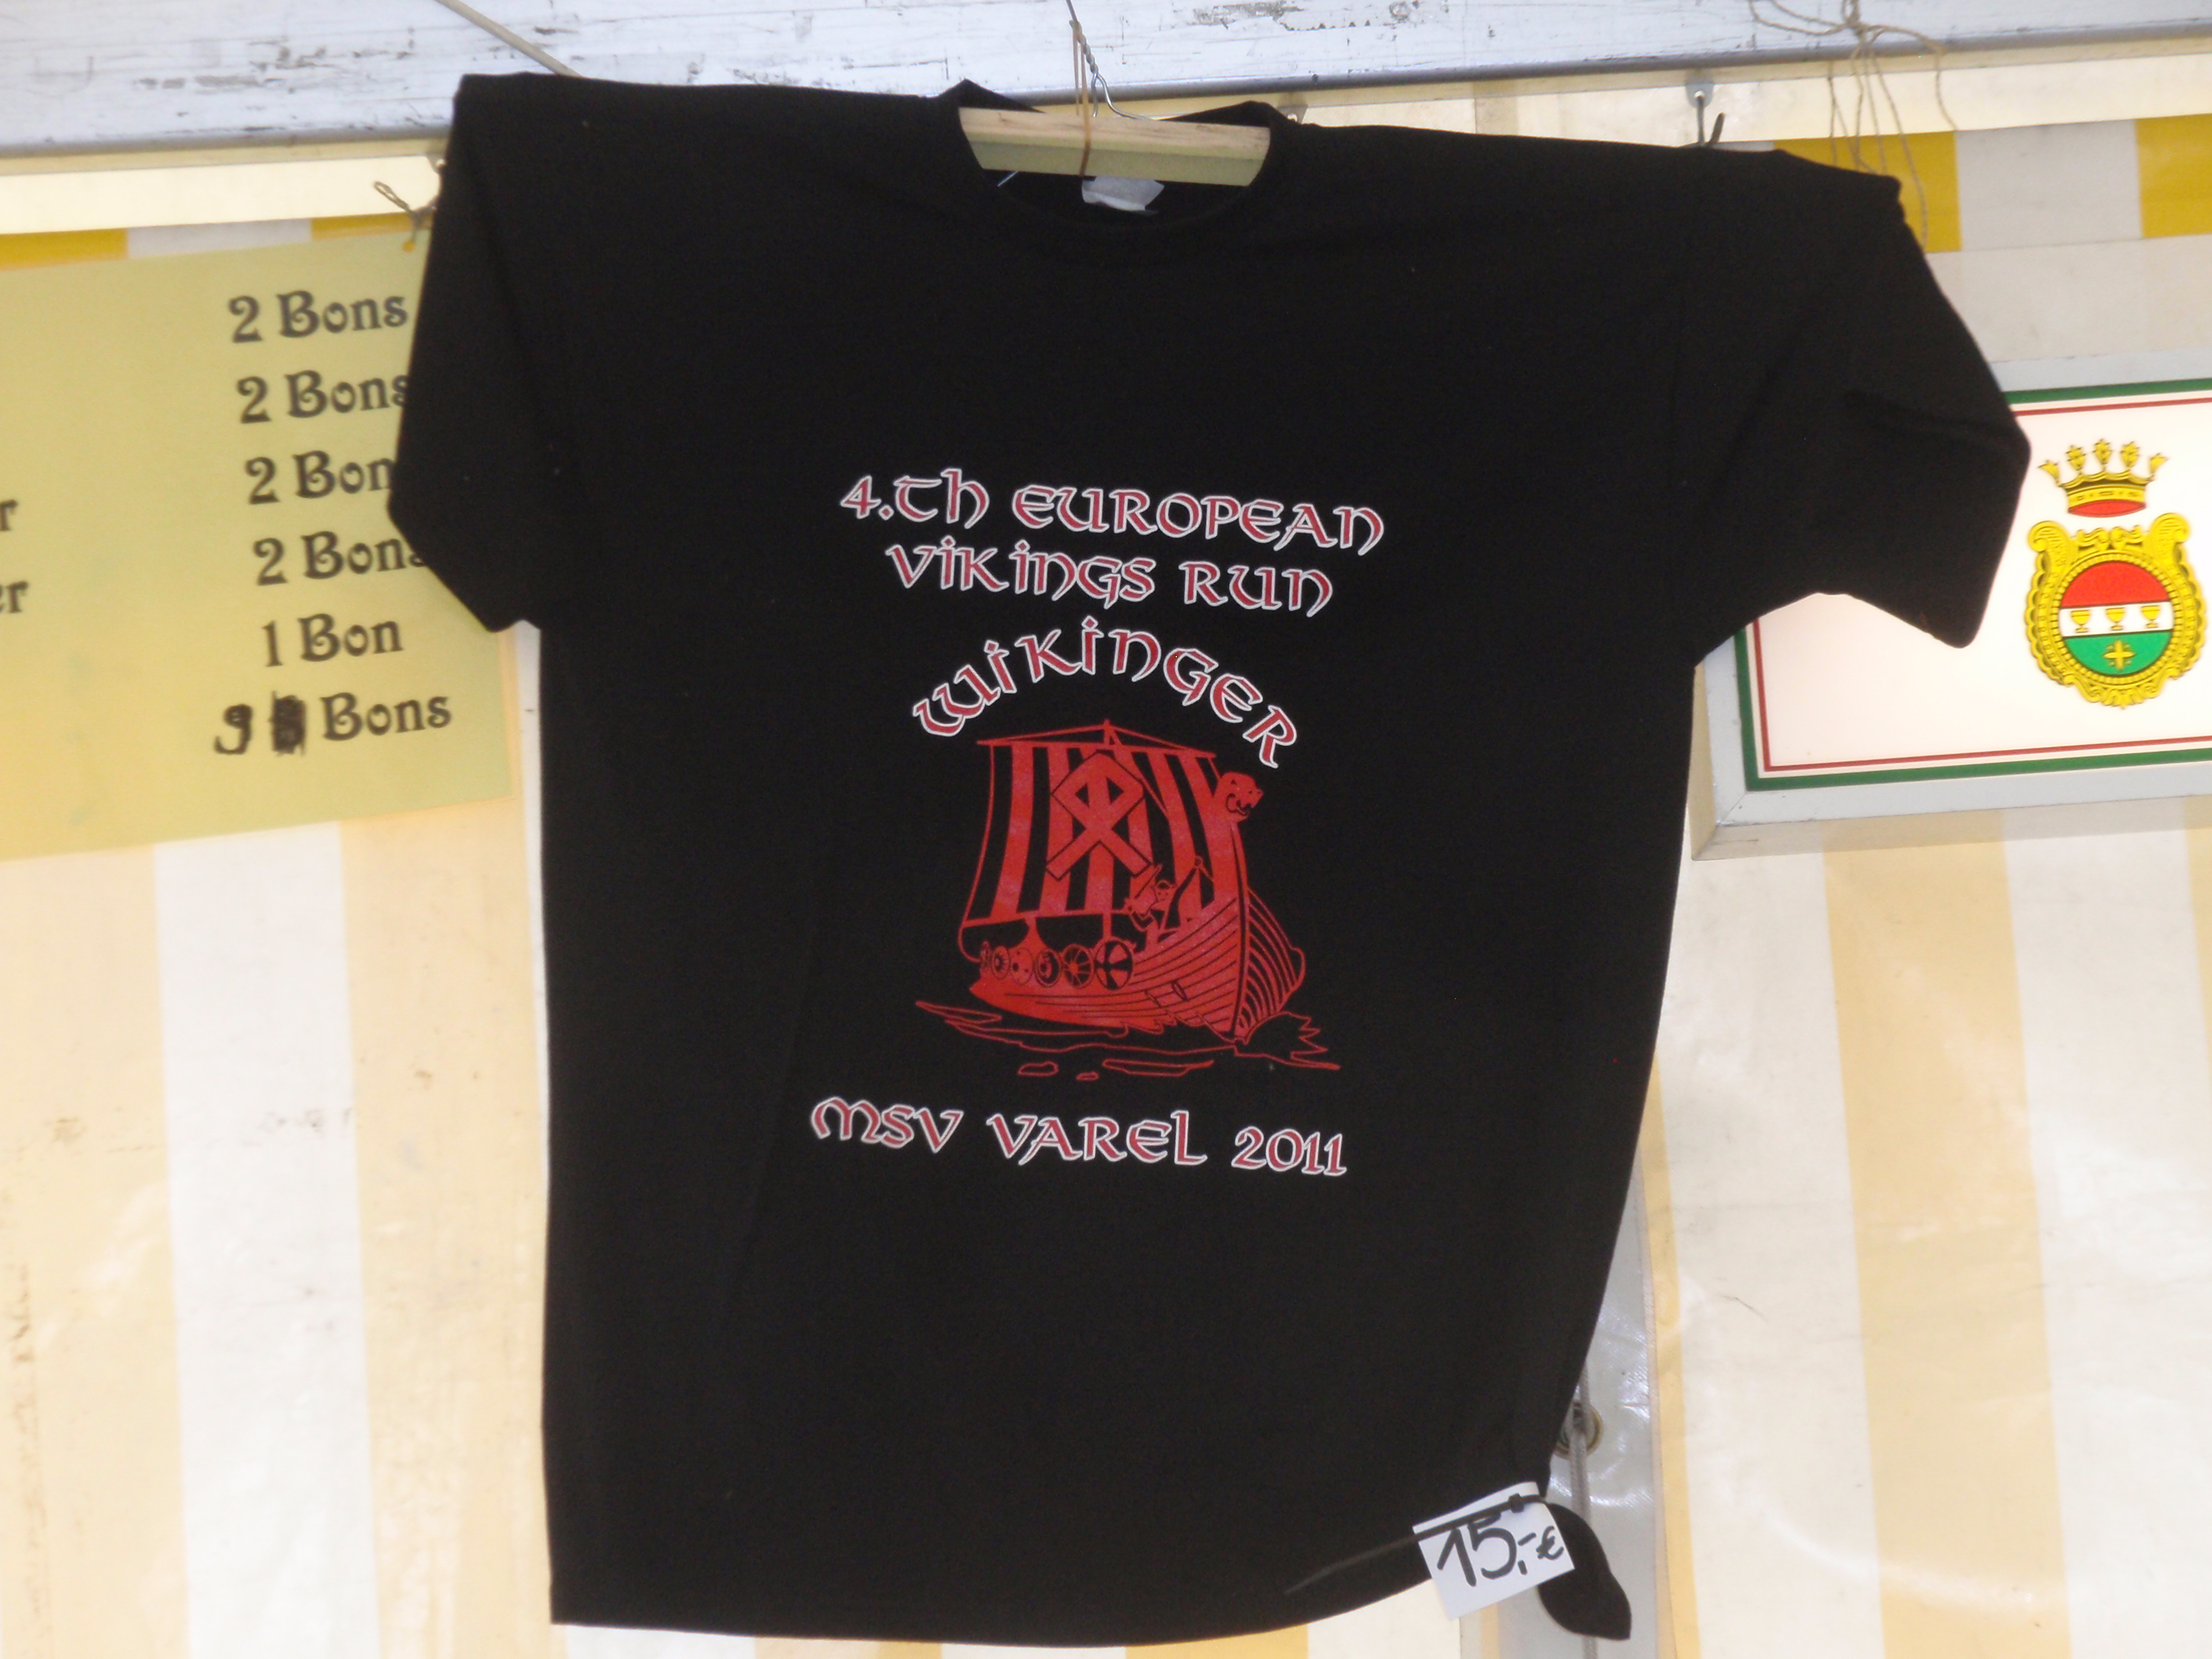 2 Bons
2 Bons
2 Bon
2 Bons
1 Bon
9 Bons
4.Th EUROPEAN
VIKINGS RUN
WIKINGER
MSV VAREL 2011
15,-€